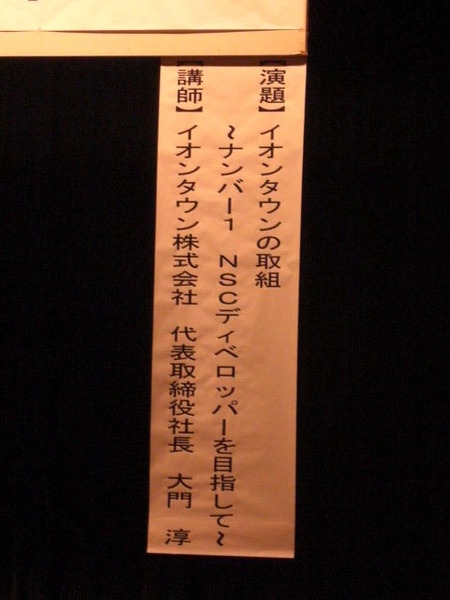 【演題】イオンタウンの取組
～ナンバー1 NSCディベロッパーを目指して～
【講師】イオンタウン株式会社 代表取締役社長 大門 淳